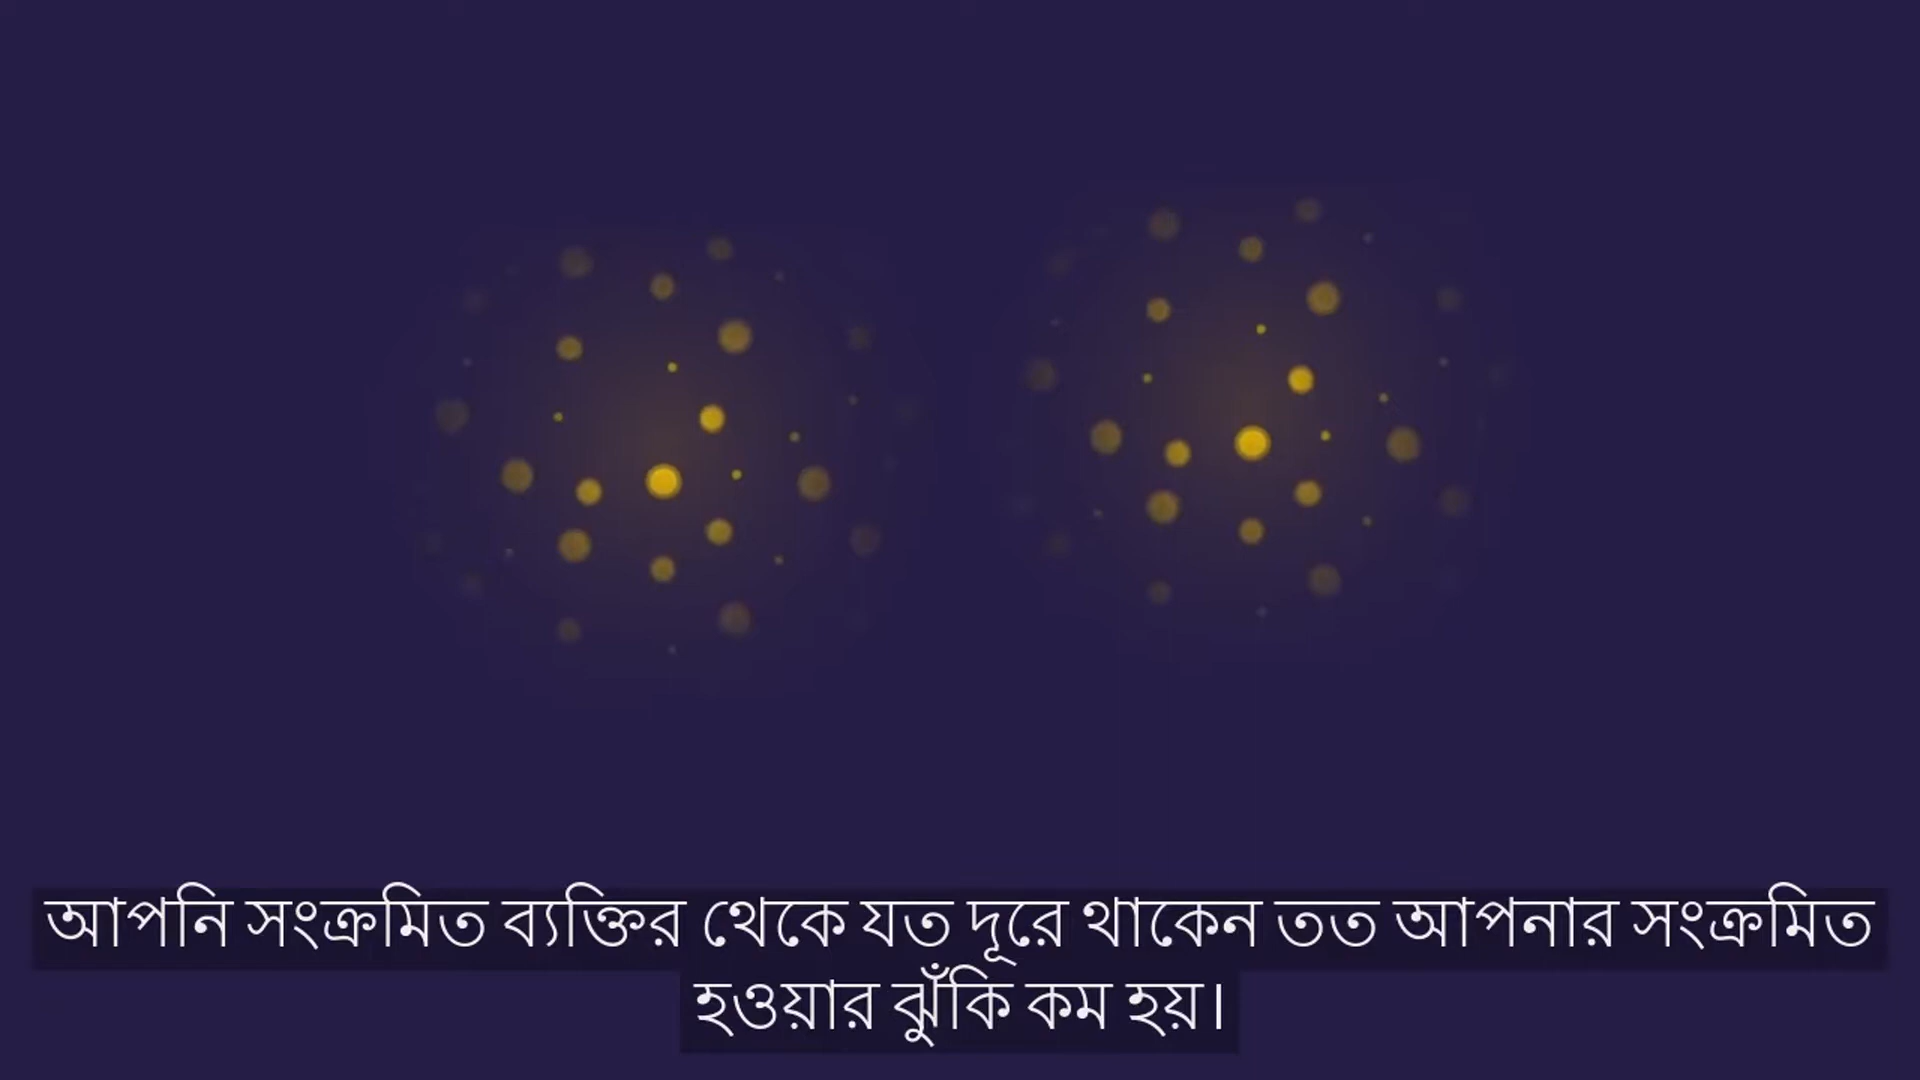 আপনি সংক্রমিত ব্যক্তির থেকে যত দূরে থাকেন তত আপনার সংক্রমিত
হওয়ার ঝুঁকি কম হয়।